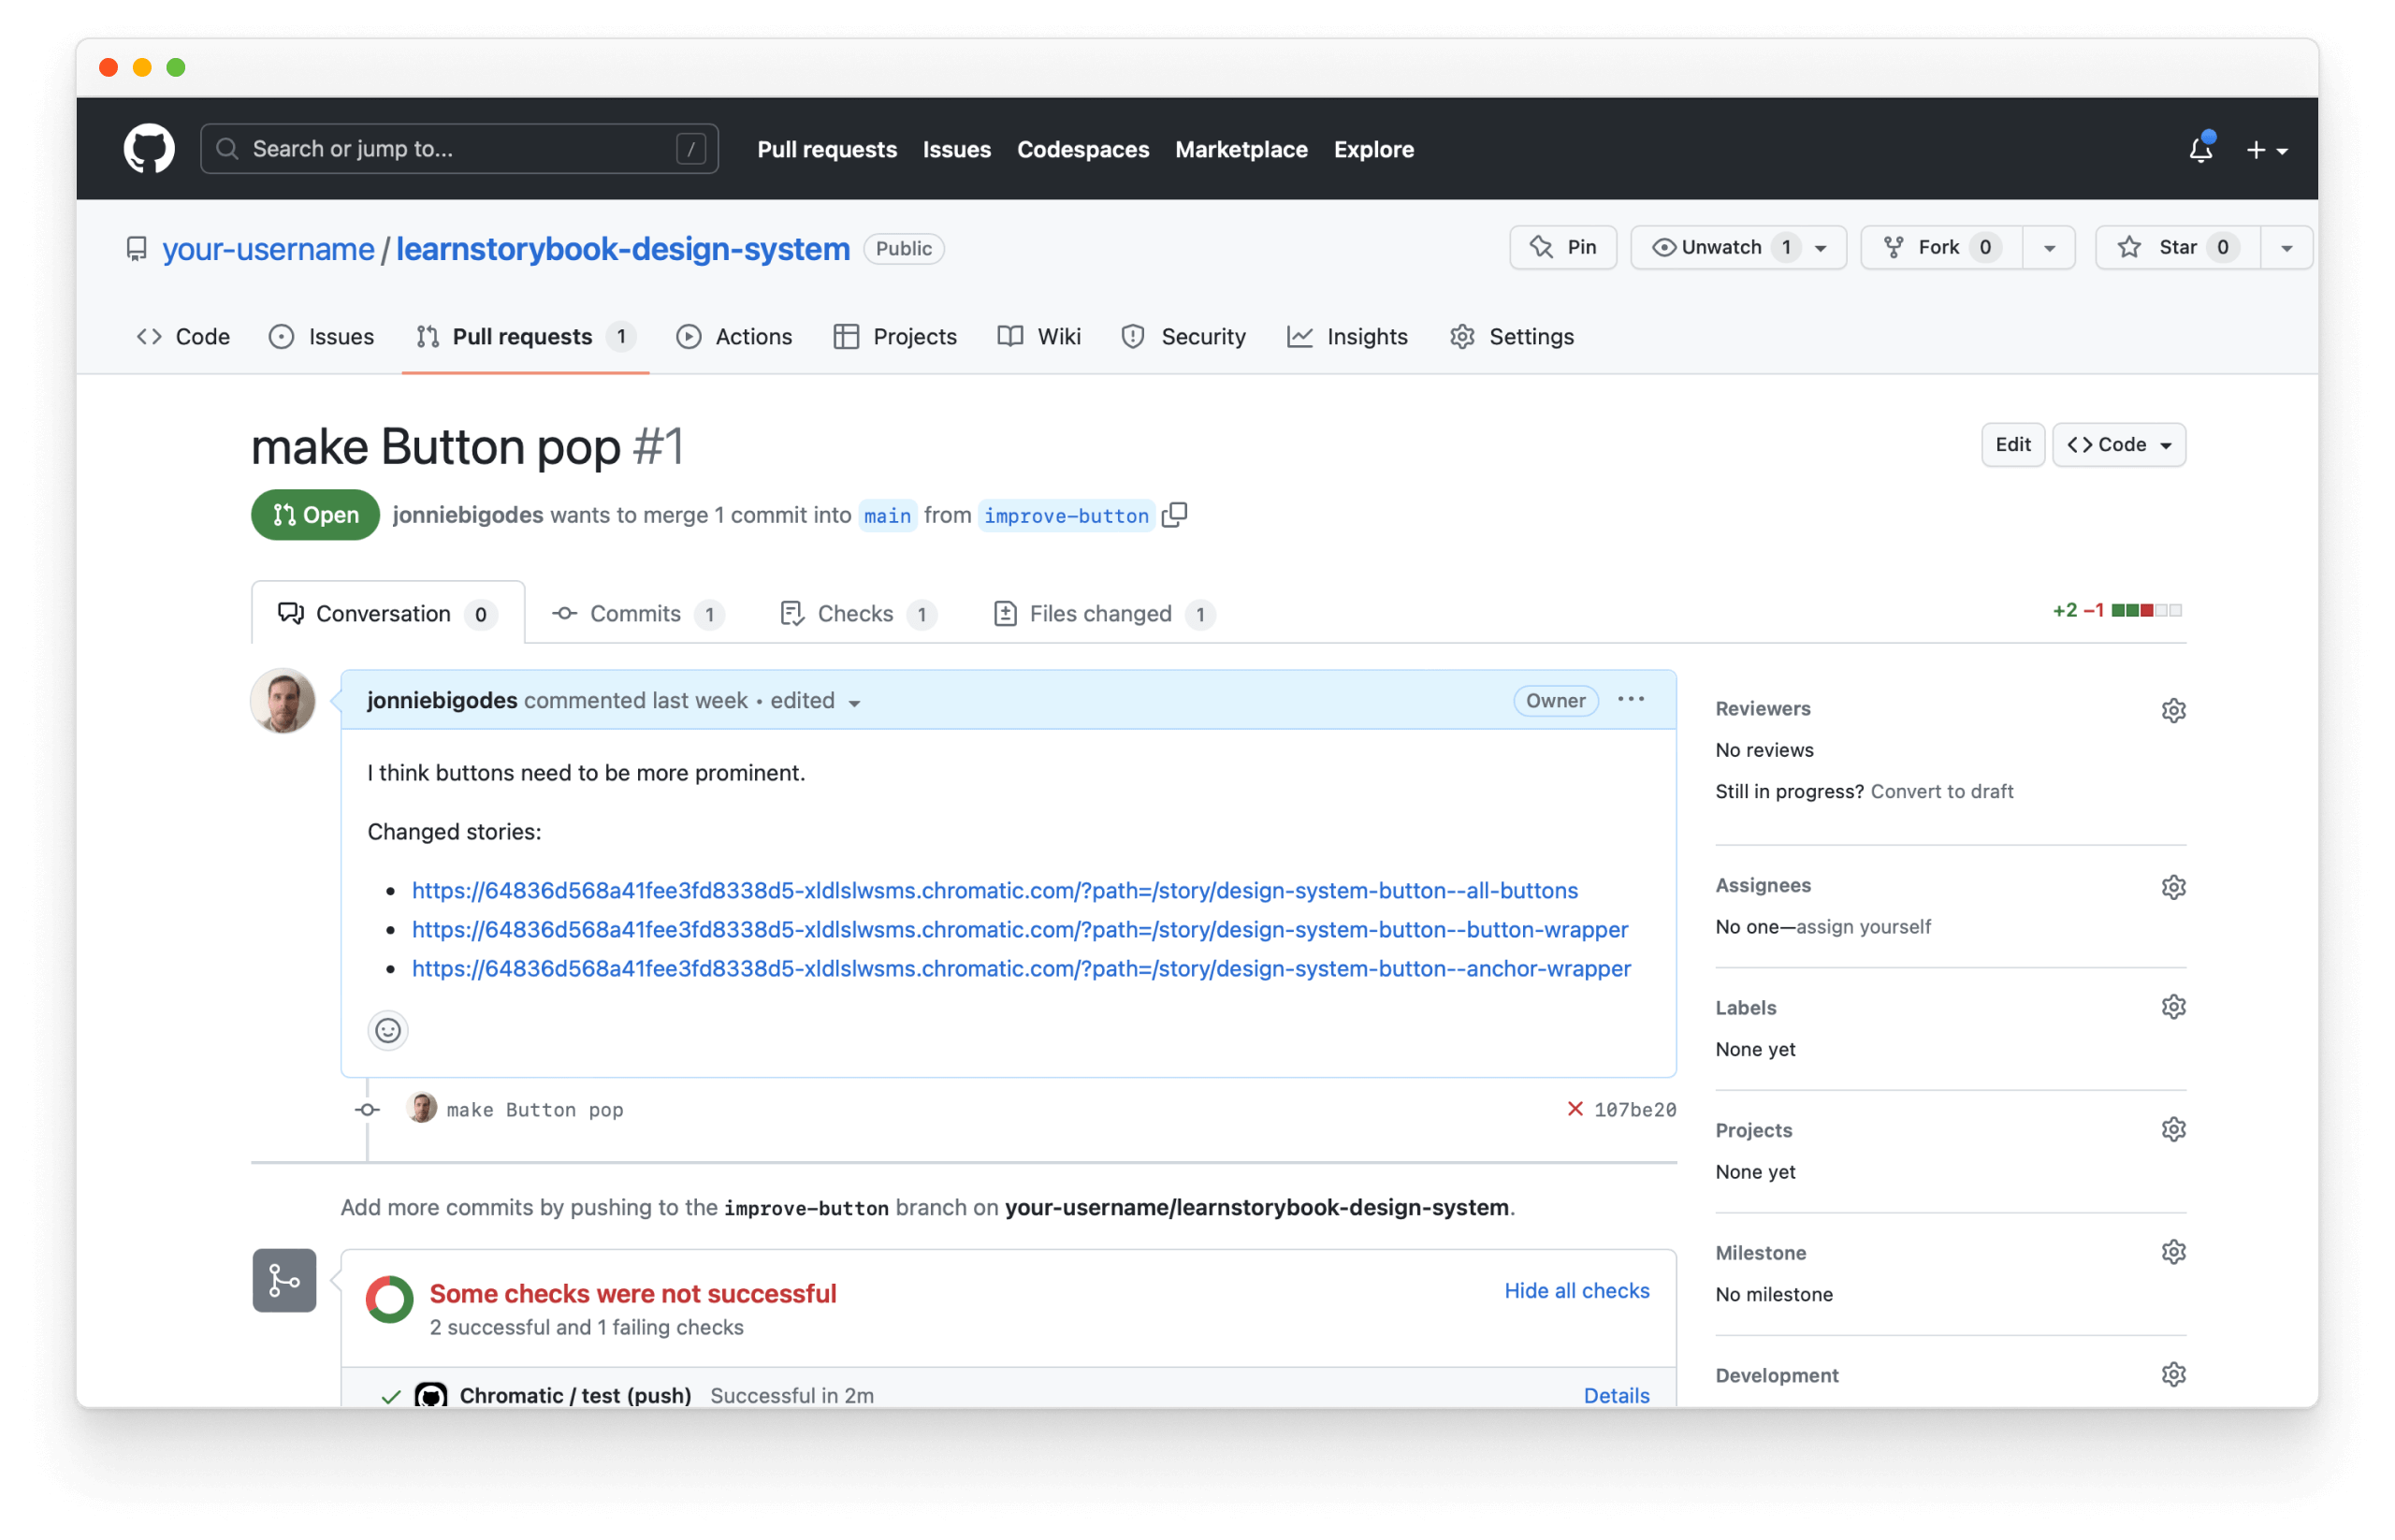 Search or jump to... / Pull requests Issues Codespaces Marketplace Explore
your-username / learnstorybook-design-system Public Pin Unwatch 1 Fork 0 Star 0
Code Issues Pull requests 1 Actions Projects Wiki Security Insights Settings
make Button pop #1 Edit Code
Open jonniebigodes wants to merge 1 commit into main from improve-button
Conversation 0 Commits 1 Checks 1 Files changed 1 +2 −1
jonniebigodes commented last week • edited Owner
I think buttons need to be more prominent.
Changed stories:
• https://64836d568a41fee3fd8338d5-xldlslwsms.chromatic.com/?path=/story/design-system-button--all-buttons
• https://64836d568a41fee3fd8338d5-xldlslwsms.chromatic.com/?path=/story/design-system-button--button-wrapper
• https://64836d568a41fee3fd8338d5-xldlslwsms.chromatic.com/?path=/story/design-system-button--anchor-wrapper
make Button pop 107be20
Add more commits by pushing to the improve-button branch on your-username/learnstorybook-design-system.
Some checks were not successful Hide all checks
2 successful and 1 failing checks
Chromatic / test (push) Successful in 2m Details
Reviewers
No reviews
Still in progress? Convert to draft
Assignees
No one—assign yourself
Labels
None yet
Projects
None yet
Milestone
No milestone
Development